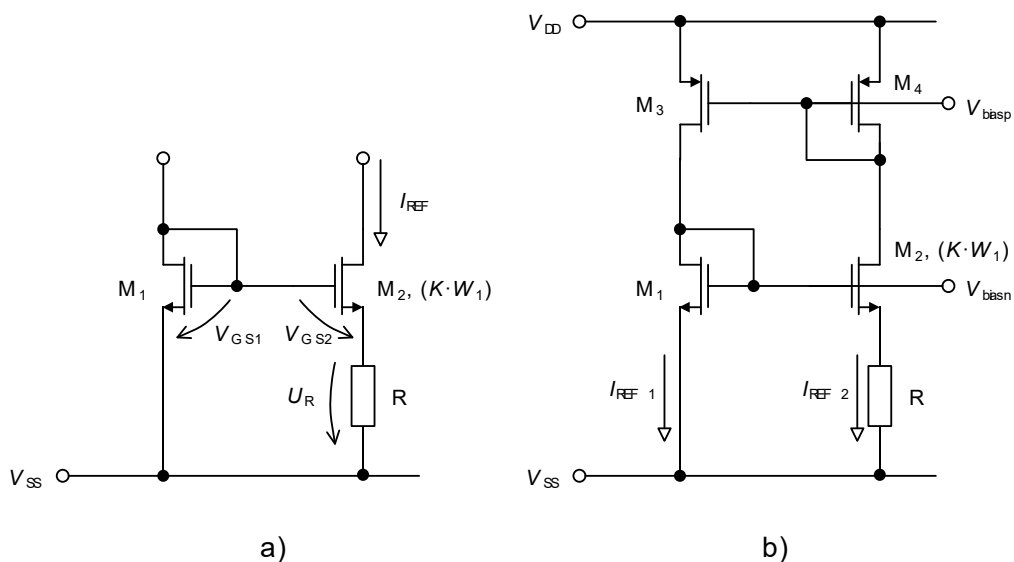 V_DD
M_4
M_3
V_biasp
I_REF
M_2, (K·W_1)
M_1
M_2, (K·W_1)
M_1
V_biasn
V_GS1
V_GS2
U_R
R
I_REF 1
I_REF 2
R
V_SS
V_SS
a)
b)